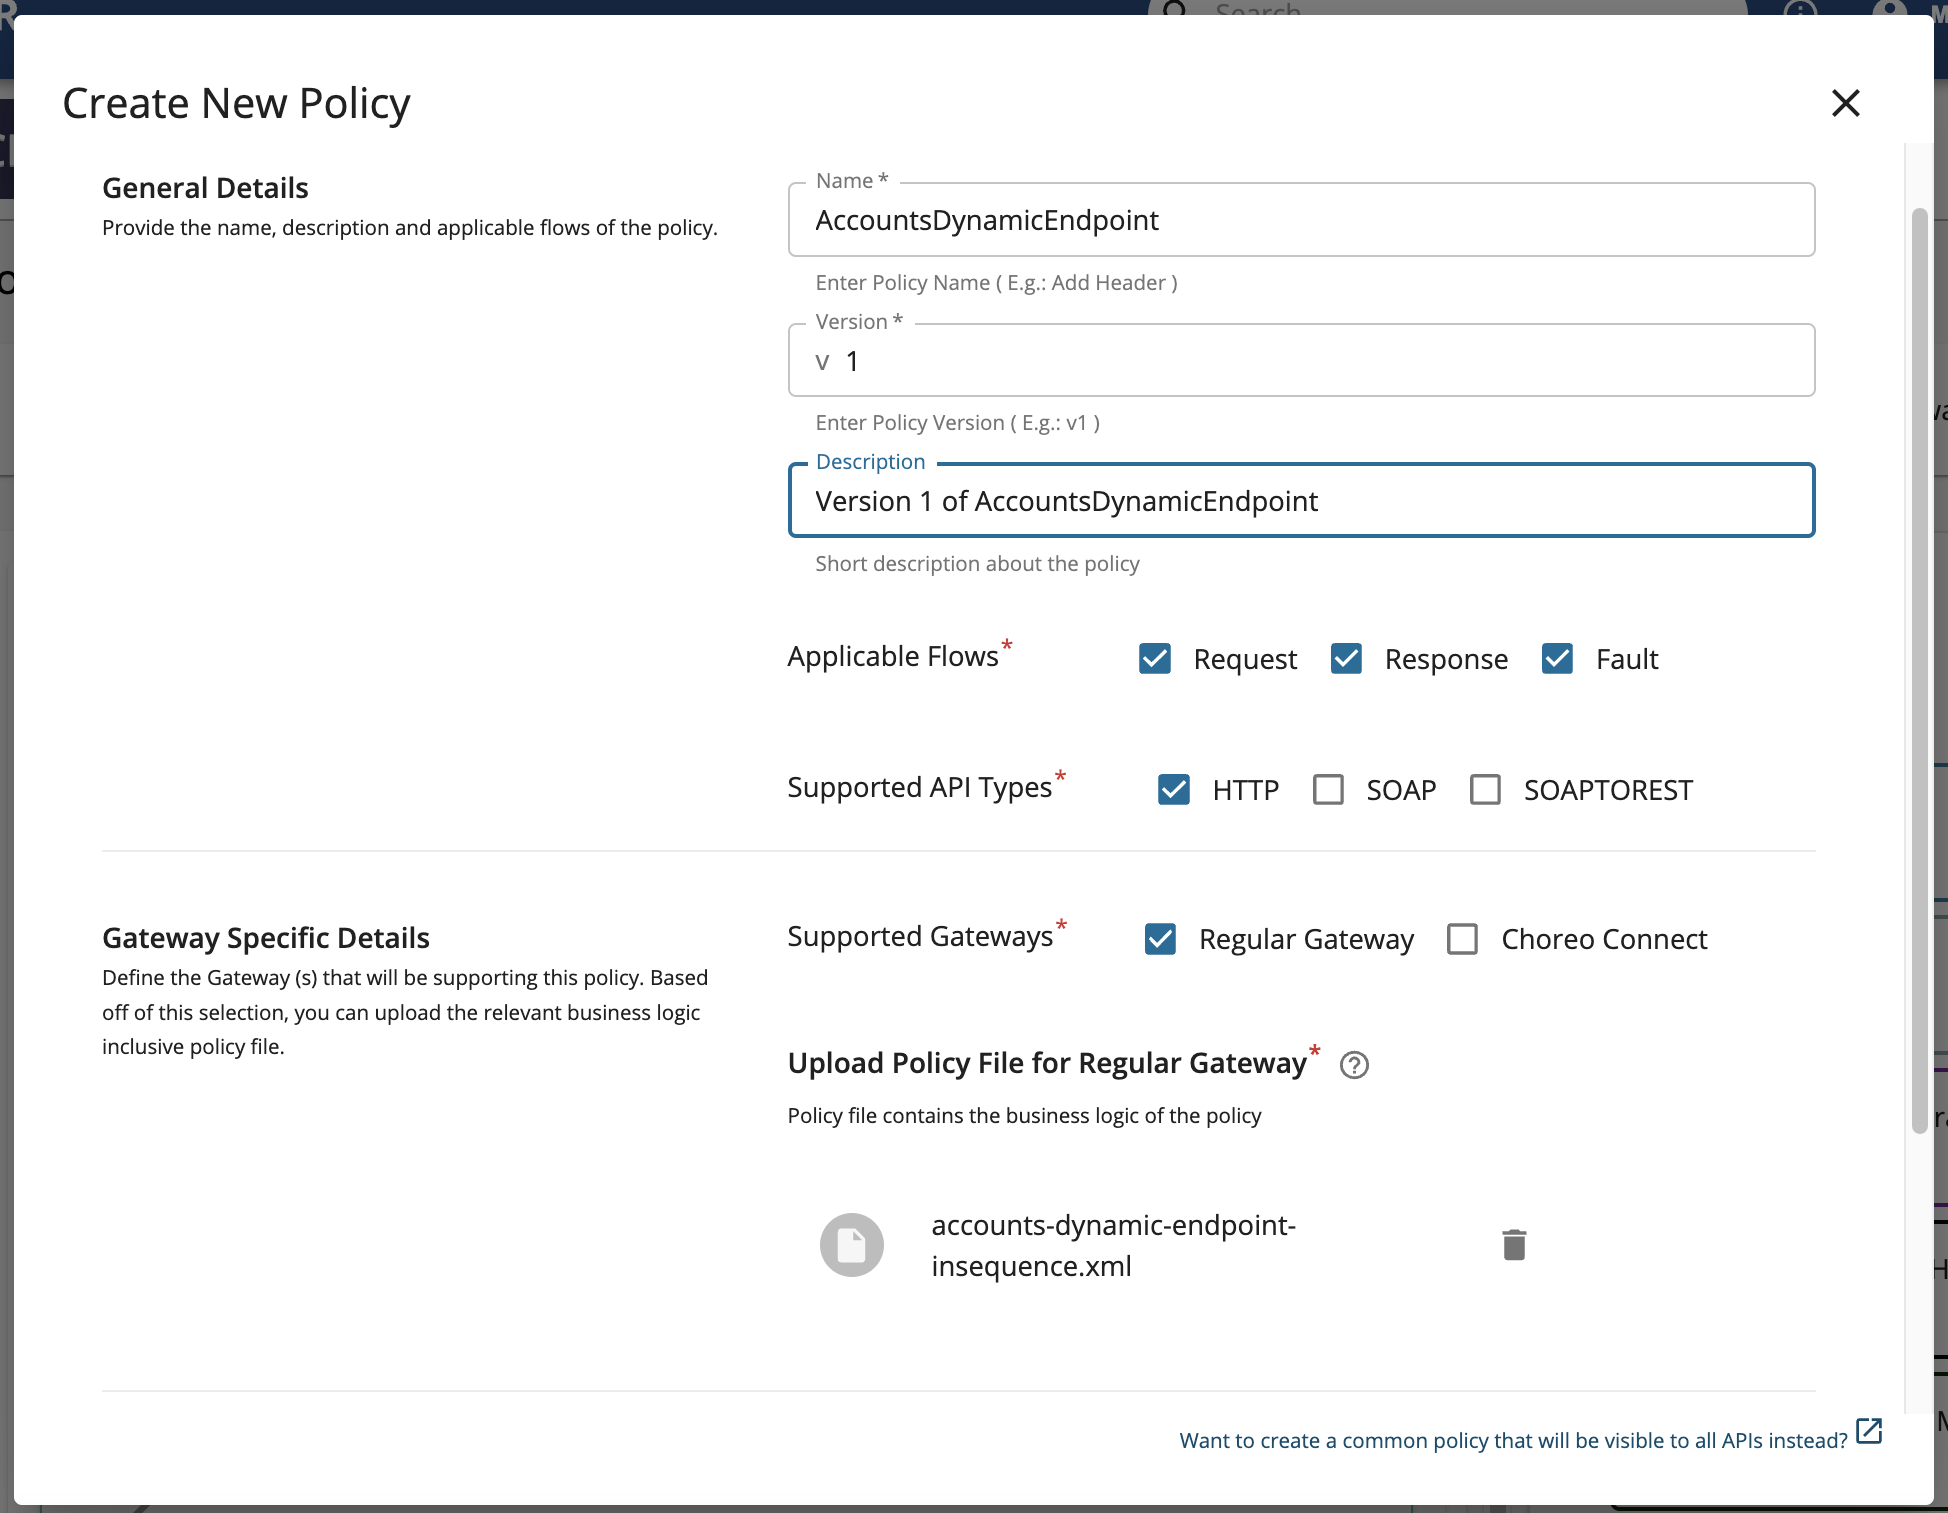 Search
Create New Policy
General Details
Provide the name, description and applicable flows of the policy.
Name *
AccountsDynamicEndpoint
Enter Policy Name ( E.g.: Add Header )
Version *
v 1
Enter Policy Version ( E.g.: v1 )
Description
Version 1 of AccountsDynamicEndpoint
Short description about the policy
Applicable Flows* Request Response Fault
Supported API Types* HTTP SOAP SOAPTOREST
Gateway Specific Details
Define the Gateway (s) that will be supporting this policy. Based
off of this selection, you can upload the relevant business logic
inclusive policy file.
Supported Gateways* Regular Gateway Choreo Connect
Upload Policy File for Regular Gateway*
Policy file contains the business logic of the policy
accounts-dynamic-endpoint-
insequence.xml
Want to create a common policy that will be visible to all APIs instead?